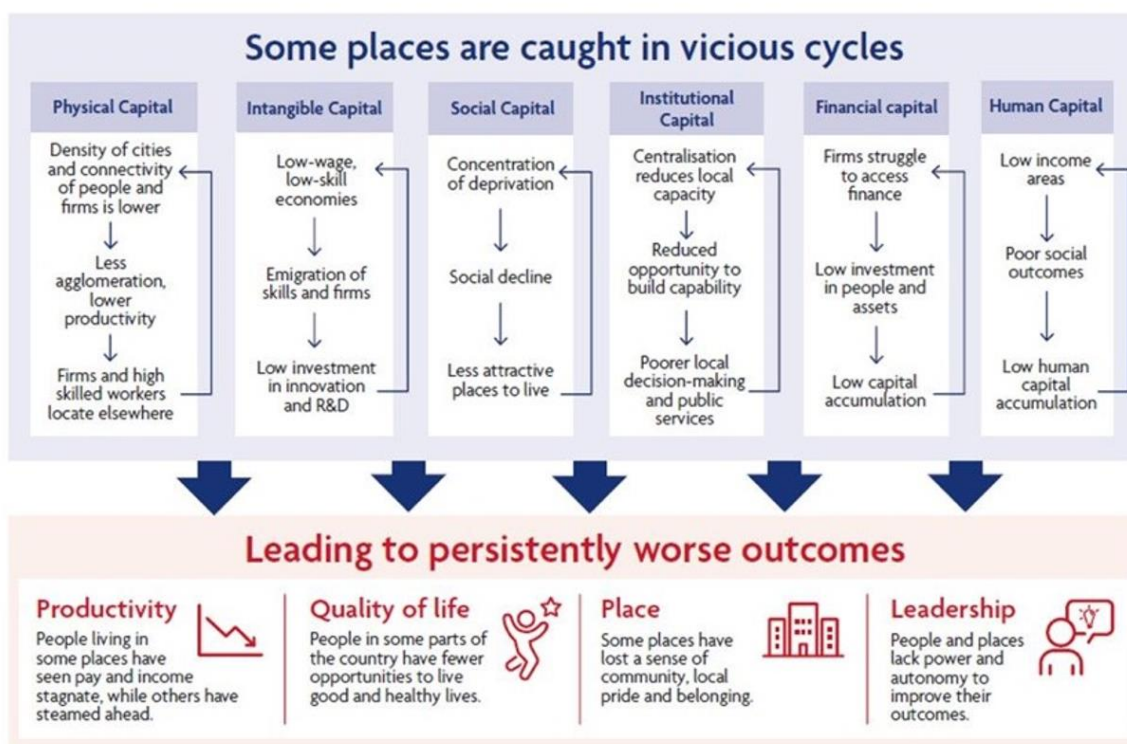 Some places are caught in vicious cycles
Physical Capital
Density of cities
and connectivity
of people and
firms is lower
Less
agglomeration,
lower
productivity
Firms and high
skilled workers
locate elsewhere
Intangible Capital
Low-wage,
low-skill
economies
Emigration of
skills and firms
Low investment
in innovation
and R&D
Social Capital
Concentration
of deprivation
Social decline
Less attractive
places to live
Institutional
Capital
Centralisation
reduces local
capacity
Reduced
opportunity to
build capability
Poorer local
decision-making
and public
services
Financial capital
Firms struggle
to access
finance
Low investment
in people and
assets
Low capital
accumulation
Human Capital
Low income
areas
Poor social
outcomes
Low human
capital
accumulation
Leading to persistently worse outcomes
Productivity
People living in
some places have
seen pay and income
stagnate, while others have
steamed ahead.
Quality of life
People in some parts of
the country have fewer
opportunities to live
good and healthy lives.
Place
Some places have
lost a sense of
community, local
pride and belonging.
Leadership
People and places
lack power and
autonomy to
improve their
outcomes.